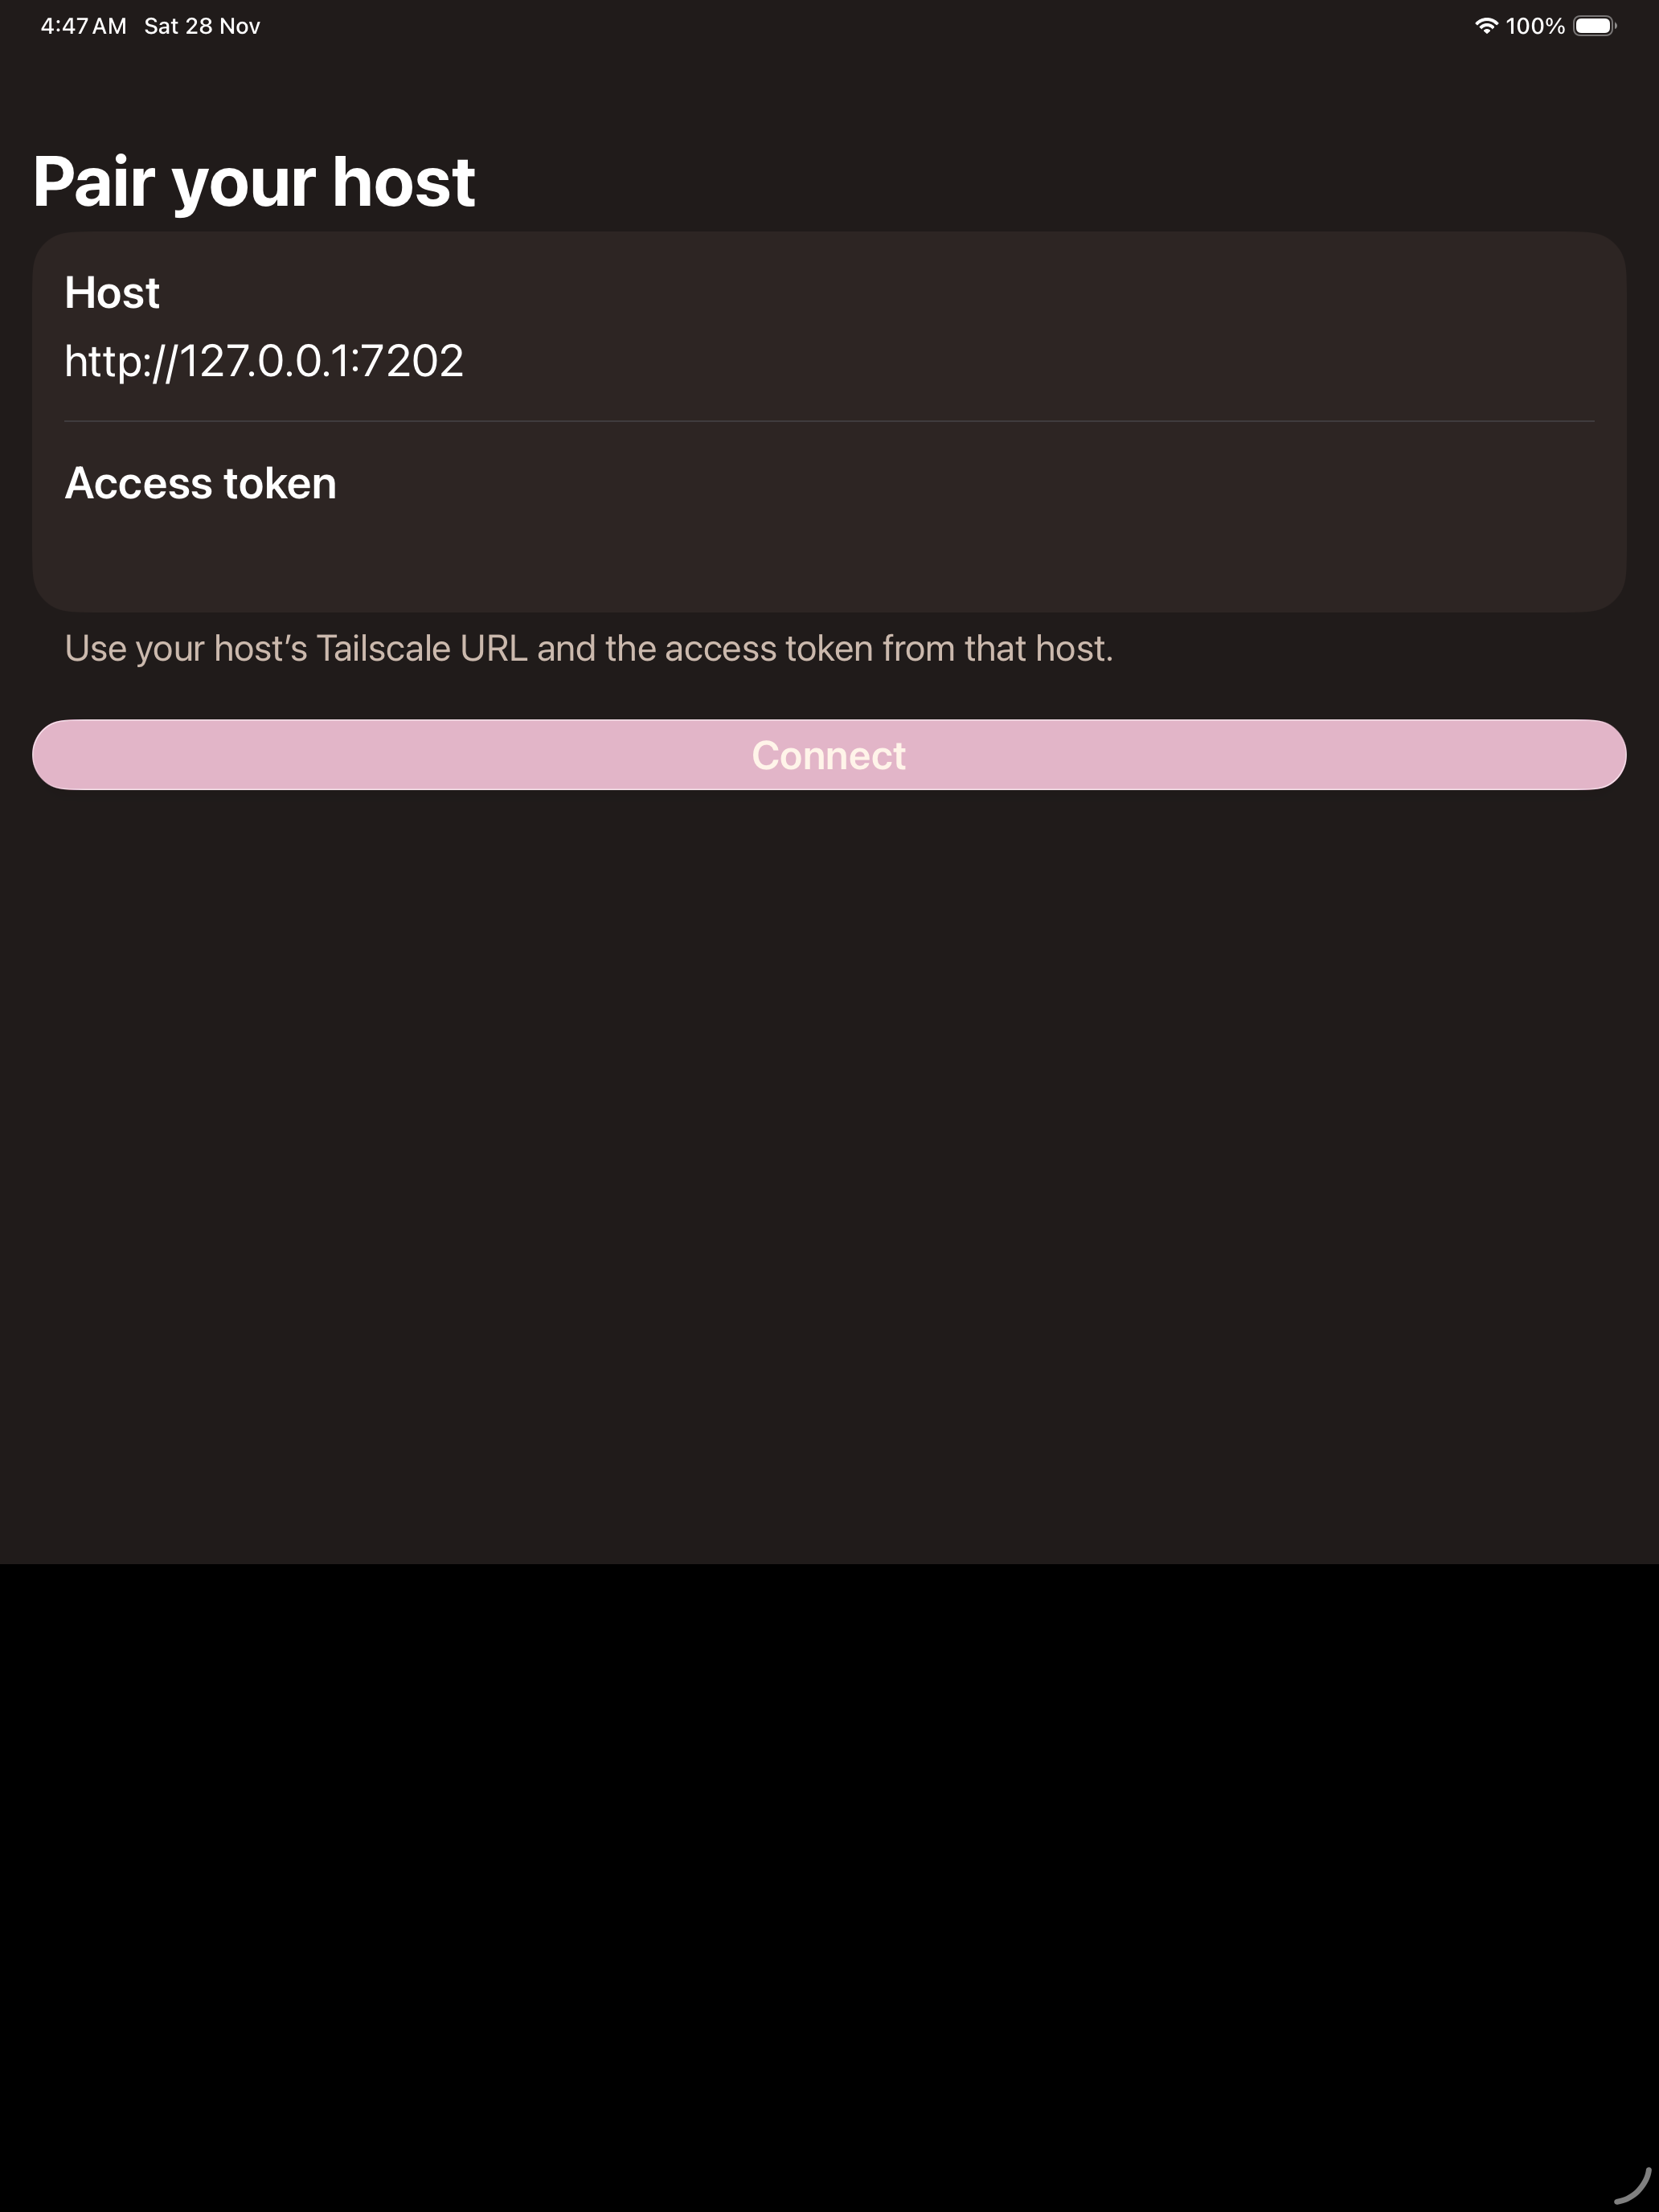 4:47 AM Sat 28 Nov 100%
Pair your host
Host
http://127.0.0.1:7202
Access token
Use your host’s Tailscale URL and the access token from that host.
Connect